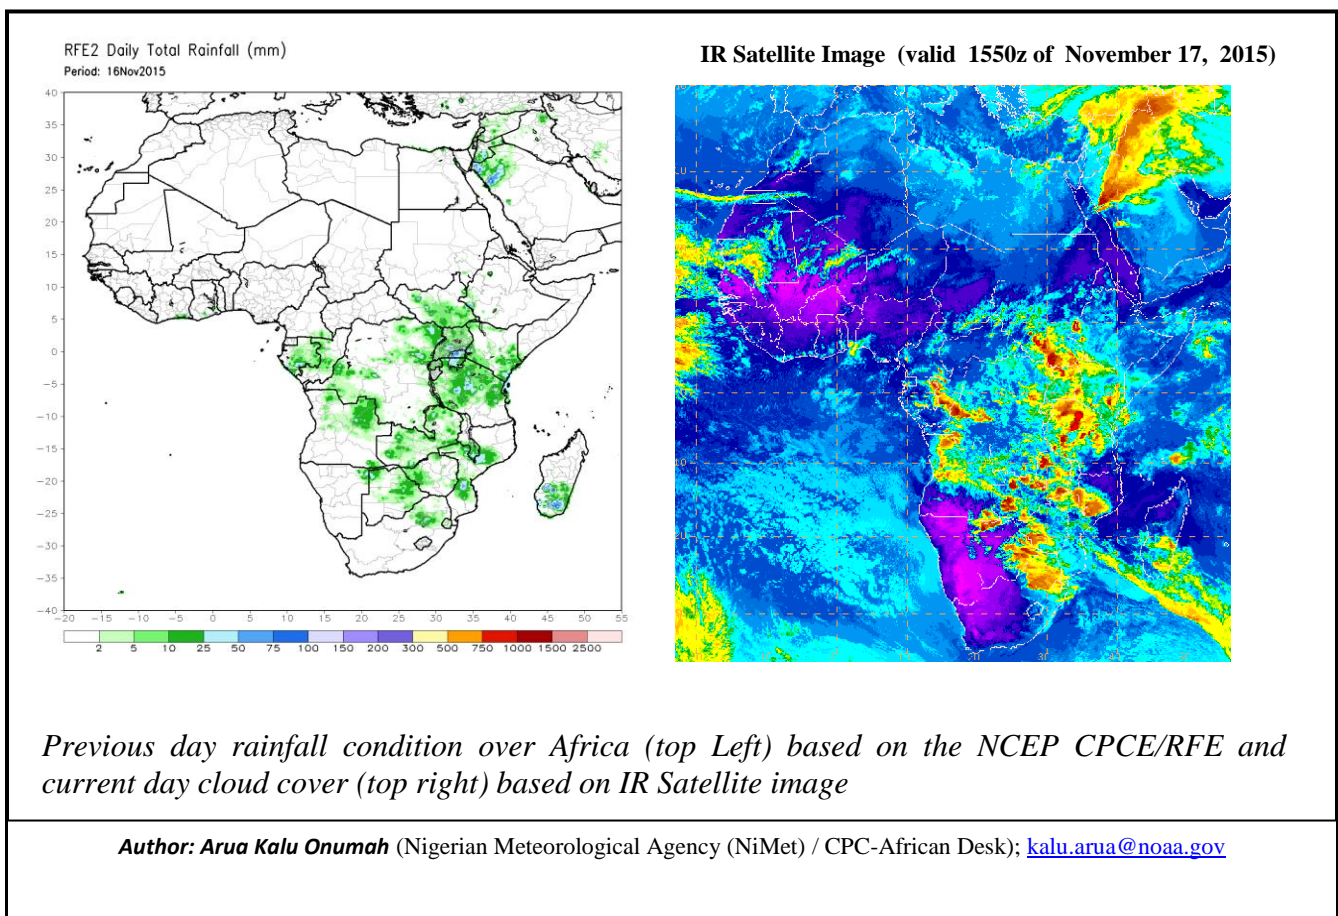 RFE2 Daily Total Rainfall (mm)
Period: 16Nov2015
IR Satellite Image (valid 1550z of November 17, 2015)
40
35
30
25
20
15
10
5
0
−5
−10
−15
−20
−25
−30
−35
−40
−20 −15 −10 −5 0 5 10 15 20 25 30 35 40 45 50 55
2 5 10 25 50 75 100 150 200 300 500 750 1000 1500 2500
Previous day rainfall condition over Africa (top Left) based on the NCEP CPCE/RFE and
current day cloud cover (top right) based on IR Satellite image
Author: Arua Kalu Onumah (Nigerian Meteorological Agency (NiMet) / CPC-African Desk); kalu.arua@noaa.gov